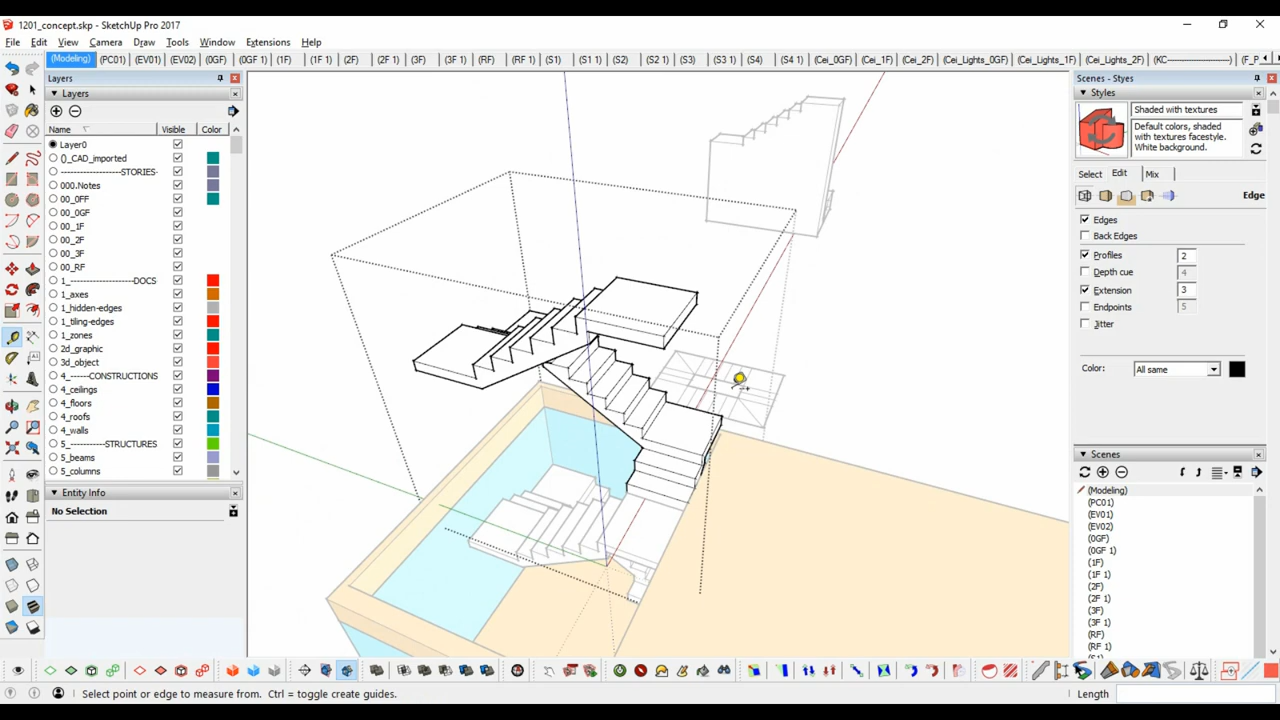 1201_concept.skp - SketchUp Pro 2017
File Edit View Camera Draw Tools Window Extensions Help
(Modeling) (PC01) (EV01) (EV02) (0GF) (0GF 1) (1F) (1F 1) (2F) (2F 1) (3F) (3F 1) (RF) (RF 1) (S1) (S1 1) (S2) (S2 1) (S3) (S3 1) (S4) (S4 1) (Cei_0GF) (Cei_1F) (Cei_2F) (Cei_Lights_0GF) (Cei_Lights_1F) (Cei_Lights_2F) (KC------------------------) (F_P
Layers
Layers
Name Visible Color
Layer0
0_CAD_imported
-------------------STORIES-
000.Notes
00_0FF
00_0GF
00_1F
00_2F
00_3F
00_RF
1_--------------------DOCS
1_axes
1_hidden-edges
1_tiling-edges
1_zones
2d_graphic
3d_object
4_------CONSTRUCTIONS
4_ceilings
4_floors
4_roofs
4_walls
5_-----------STRUCTURES
5_beams
5_columns
Entity Info
No Selection
Scenes - Styes
Styles
Shaded with textures
Default colors, shaded
with textures facestyle.
White background.
Select Edit Mix
Edge
Edges
Back Edges
Profiles 2
Depth cue 4
Extension 3
Endpoints 5
Jitter
Color: All same
Scenes
(Modeling)
(PC01)
(EV01)
(EV02)
(0GF)
(0GF 1)
(1F)
(1F 1)
(2F)
(2F 1)
(3F)
(3F 1)
(RF)
(RF 1)
Select point or edge to measure from. Ctrl = toggle create guides.
Length